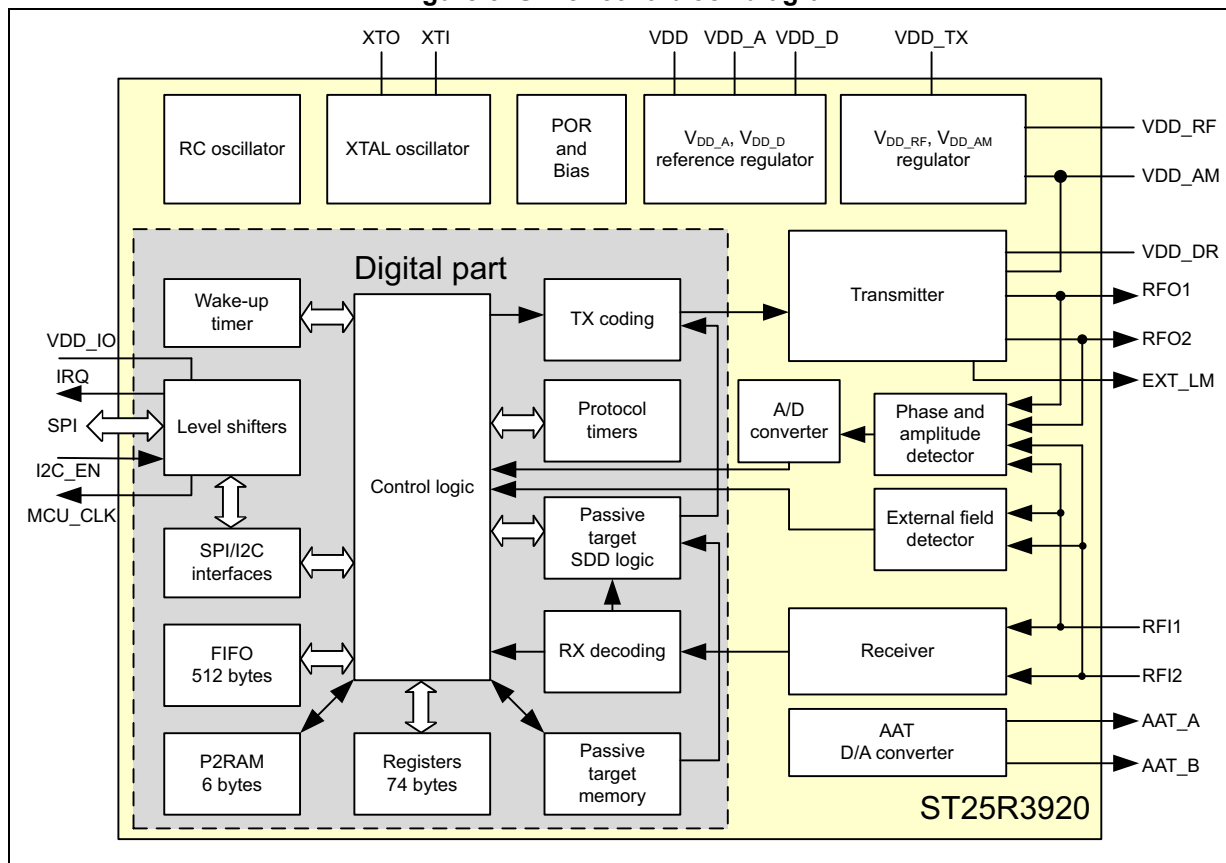 XTO XTI VDD VDD_A VDD_D VDD_TX
RC oscillator
XTAL oscillator
POR
and
Bias
VDD_A, VDD_D
reference regulator
VDD_RF, VDD_AM
regulator
VDD_RF
VDD_AM
VDD_DR
RFO1
RFO2
EXT_LM
Digital part
Wake-up
timer
TX coding
Transmitter
VDD_IO
IRQ
SPI
I2C_EN
MCU_CLK
Level shifters
Control logic
Protocol
timers
A/D
converter
Phase and
amplitude
detector
Passive
target
SDD logic
External field
detector
SPI/I2C
interfaces
FIFO
512 bytes
RX decoding
Receiver
RFI1
RFI2
P2RAM
6 bytes
Registers
74 bytes
Passive
target
memory
AAT
D/A converter
AAT_A
AAT_B
ST25R3920